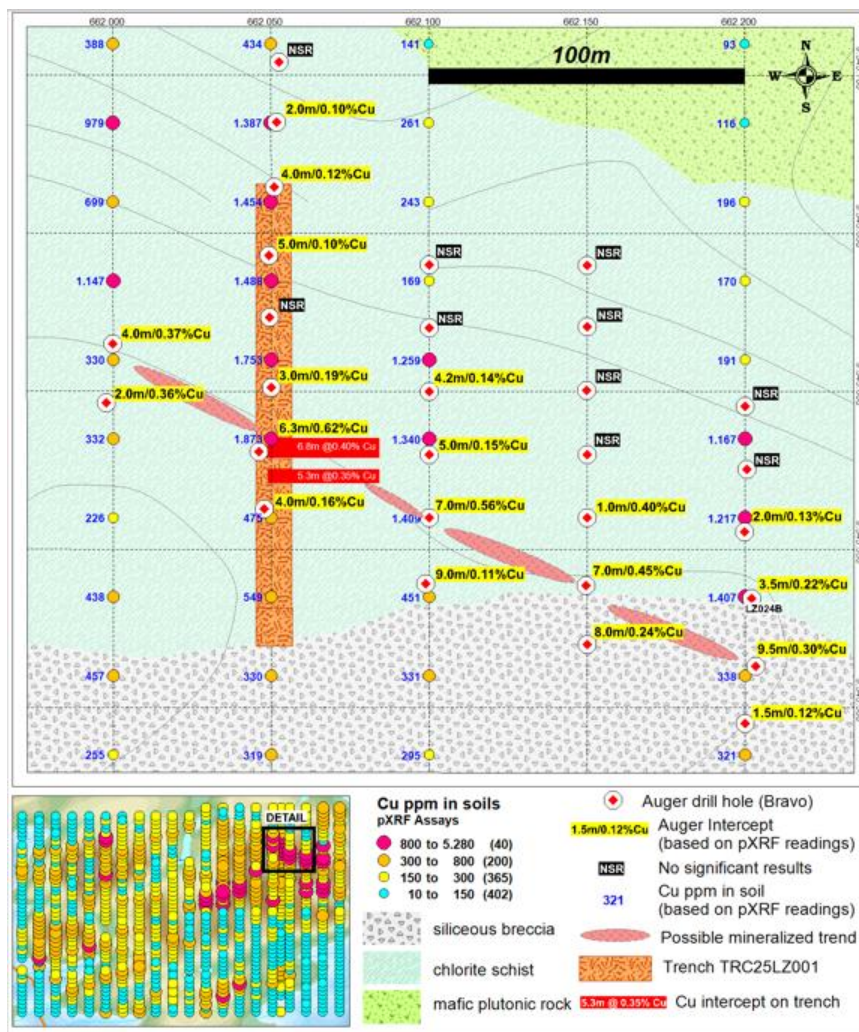 662.000 662.050 662.100 662.150 662.200
388 434 141 93
NSR
100m
N
W E
S
979 1.387 2.0m/0.10%Cu 261 116
4.0m/0.12%Cu
699 1.454 243 196
5.0m/0.10%Cu
NSR NSR
1.147 1.488 169 170
NSR
NSR NSR
4.0m/0.37%Cu
330 1.753 1.259 191
3.0m/0.19%Cu
4.2m/0.14%Cu
NSR
NSR
2.0m/0.36%Cu
332 6.3m/0.62%Cu
1.873 6.8m @0.40% Cu
1.340 5.0m/0.15%Cu
NSR
1.167
NSR
5.3m @0.35% Cu
4.0m/0.16%Cu
226 475 1.409 7.0m/0.56%Cu
1.0m/0.40%Cu
1.217 2.0m/0.13%Cu
9.0m/0.11%Cu
7.0m/0.45%Cu
3.5m/0.22%Cu
438 549 451 1.407
LZ024B
8.0m/0.24%Cu
9.5m/0.30%Cu
457 330 331 338
1.5m/0.12%Cu
255 319 295 321
DETAIL
Cu ppm in soils
pXRF Assays
800 to 5.280 (40)
300 to 800 (200)
150 to 300 (365)
10 to 150 (402)
siliceous breccia
chlorite schist
mafic plutonic rock
Auger drill hole (Bravo)
1.5m/0.12%Cu Auger Intercept
(based on pXRF readings)
NSR No significant results
321 Cu ppm in soil
(based on pXRF readings)
Possible mineralized trend
Trench TRC25LZ001
5.3m @ 0.35% Cu Cu intercept on trench